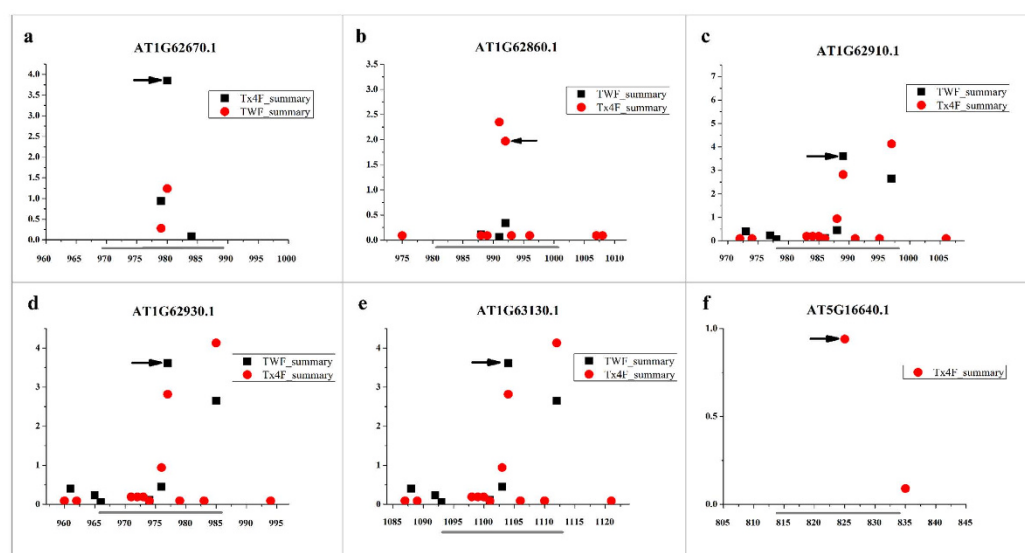 a
AT1G62670.1
4.0
3.5
3.0
2.5
2.0
1.5
1.0
0.5
0.0
Tx4F_summary
TWF_summary
960 965 970 975 980 985 990 995 1000
b
AT1G62860.1
3.5
3.0
2.5
2.0
1.5
1.0
0.5
0.0
TWF_summary
Tx4F_summary
975 980 985 990 995 1000 1005 1010
c
AT1G62910.1
7
6
5
4
3
2
1
0
TWF_summary
Tx4F_summary
970 975 980 985 990 995 1000 1005
d
AT1G62930.1
4
3
2
1
0
TWF_summary
Tx4F_summary
960 965 970 975 980 985 990 995
e
AT1G63130.1
4
3
2
1
0
TWF_summary
Tx4F_summary
1085 1090 1095 1100 1105 1110 1115 1120
f
AT5G16640.1
1.0
0.5
0.0
Tx4F_summary
805 810 815 820 825 830 835 840 845